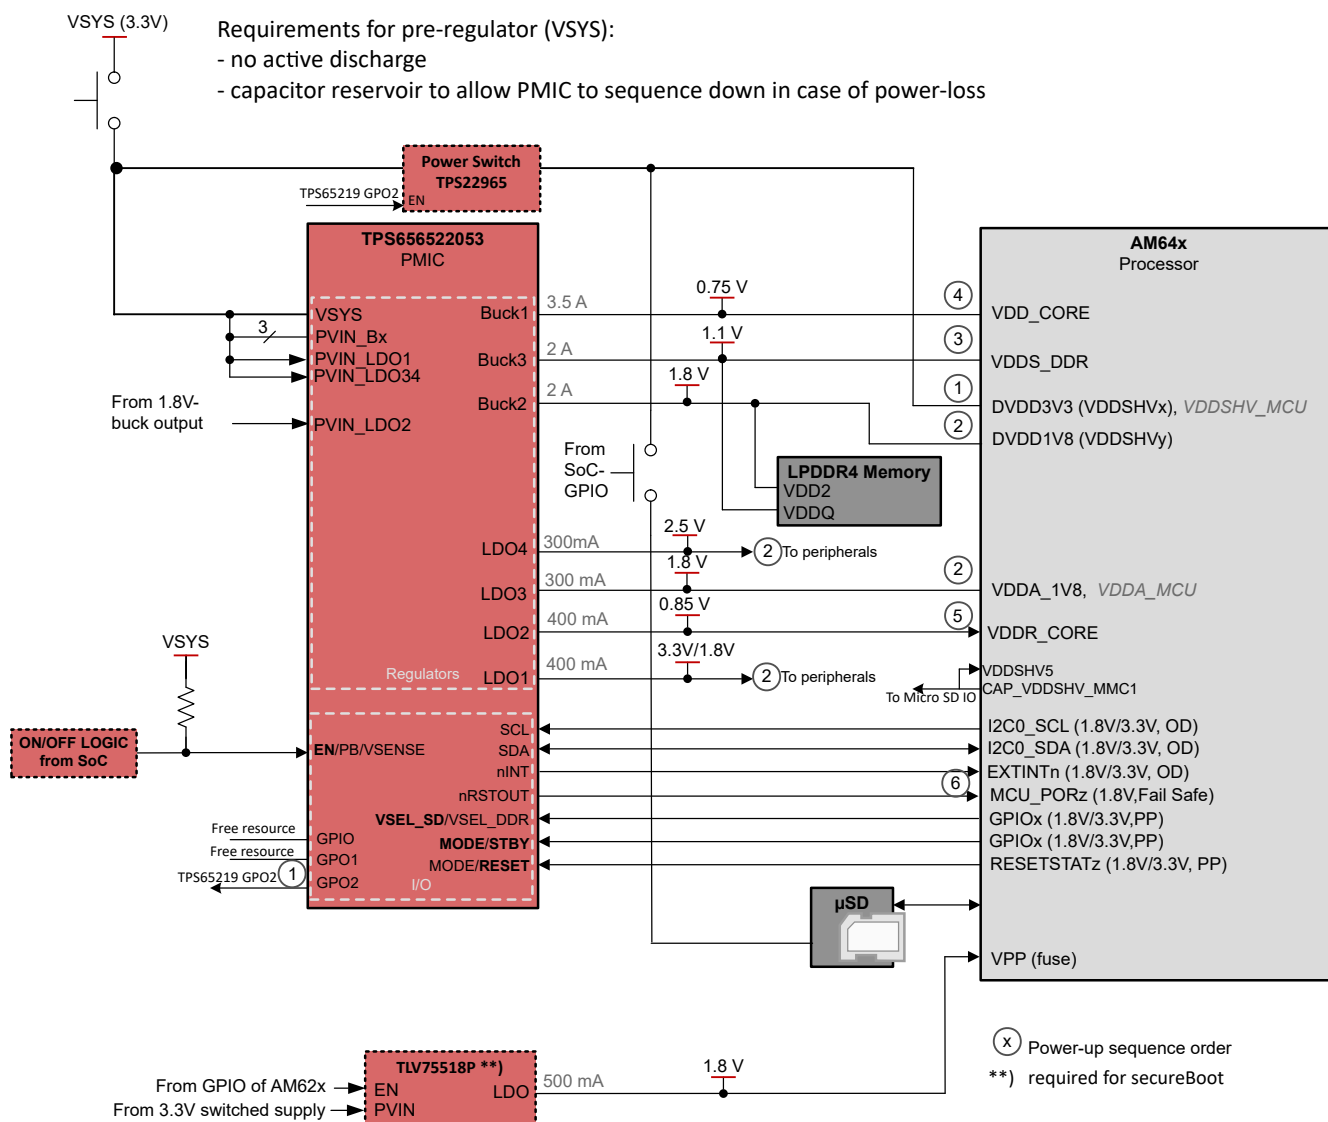 VSYS (3.3V)
Requirements for pre-regulator (VSYS):
- no active discharge
- capacitor reservoir to allow PMIC to sequence down in case of power-loss
Power Switch
TPS22965
TPS65219 GPO2
EN
TPS656522053
PMIC
AM64x
Processor
VSYS
3
PVIN_Bx
PVIN_LDO1
PVIN_LDO34
From 1.8V-
buck output
PVIN_LDO2
Buck1
3.5 A
0.75 V
4
VDD_CORE
Buck3
2 A
1.1 V
3
VDDS_DDR
Buck2
2 A
1.8 V
1
DVDD3V3 (VDDSHVx), VDDSHV_MCU
2
DVDD1V8 (VDDSHVy)
From
SoC-
GPIO
LPDDR4 Memory
VDD2
VDDQ
LDO4
300mA
2.5 V
2
To peripherals
LDO3
300 mA
1.8 V
2
VDDA_1V8, VDDA_MCU
LDO2
400 mA
0.85 V
5
VDDR_CORE
Regulators
LDO1
400 mA
3.3V/1.8V
2
To peripherals
VDDSHV5
To Micro SD IO
CAP_VDDSHV_MMC1
VSYS
ON/OFF LOGIC
from SoC
EN/PB/VSENSE
SCL
I2C0_SCL (1.8V/3.3V, OD)
SDA
I2C0_SDA (1.8V/3.3V, OD)
nINT
EXTINTn (1.8V/3.3V, OD)
nRSTOUT
6
MCU_PORz (1.8V,Fail Safe)
VSEL_SD/VSEL_DDR
GPIOx (1.8V/3.3V,PP)
MODE/STBY
GPIOx (1.8V/3.3V,PP)
MODE/RESET
RESETSTATz (1.8V/3.3V, PP)
Free resource
GPIO
Free resource
GPO1
TPS65219 GPO2
1
GPO2
I/O
µSD
VPP (fuse)
TLV75518P **)
From GPIO of AM62x
EN
From 3.3V switched supply
PVIN
LDO
500 mA
1.8 V
x
Power-up sequence order
**) required for secureBoot